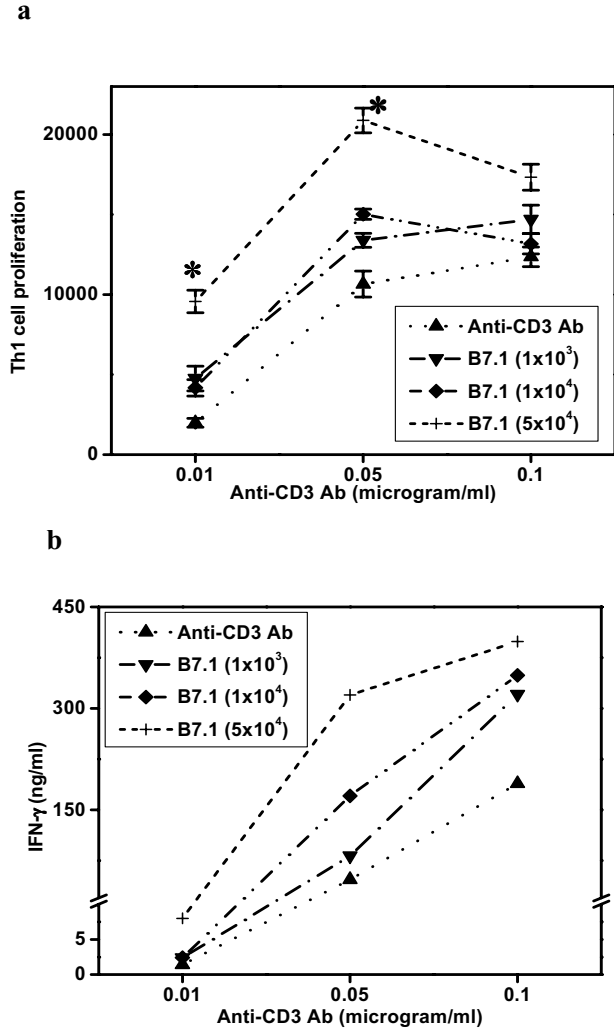 a
*
*
20000
10000
0
Th1 cell proliferation
Anti-CD3 Ab
B7.1 (1x10³)
B7.1 (1x10⁴)
B7.1 (5x10⁴)
0.01
0.05
0.1
Anti-CD3 Ab (microgram/ml)
b
450
300
150
5
0
IFN-γ (ng/ml)
Anti-CD3 Ab
B7.1 (1x10³)
B7.1 (1x10⁴)
B7.1 (5x10⁴)
0.01
0.05
0.1
Anti-CD3 Ab (microgram/ml)